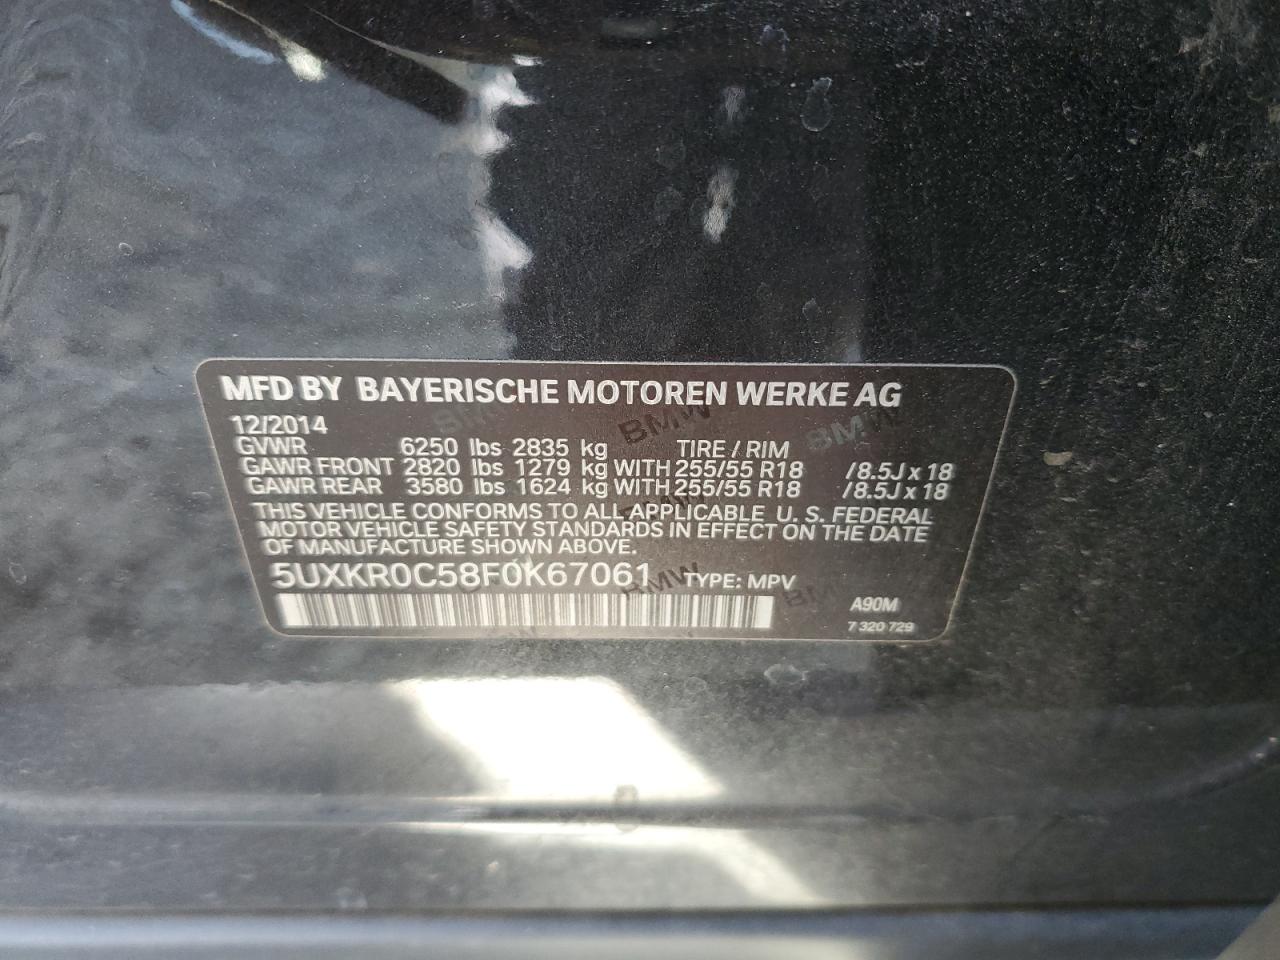 MFD BY BAYERISCHE MOTOREN WERKE AG
12/2014
GVWR 6250 lbs 2835 kg TIRE / RIM
GAWR FRONT 2820 lbs 1279 kg WITH 255/55 R18 /8.5J x 18
GAWR REAR 3580 lbs 1624 kg WITH 255/55 R18 /8.5J x 18
THIS VEHICLE CONFORMS TO ALL APPLICABLE U. S. FEDERAL
MOTOR VEHICLE SAFETY STANDARDS IN EFFECT ON THE DATE
OF MANUFACTURE SHOWN ABOVE.
5UXKR0C58F0K67061 TYPE: MPV
A90M
7 320 729